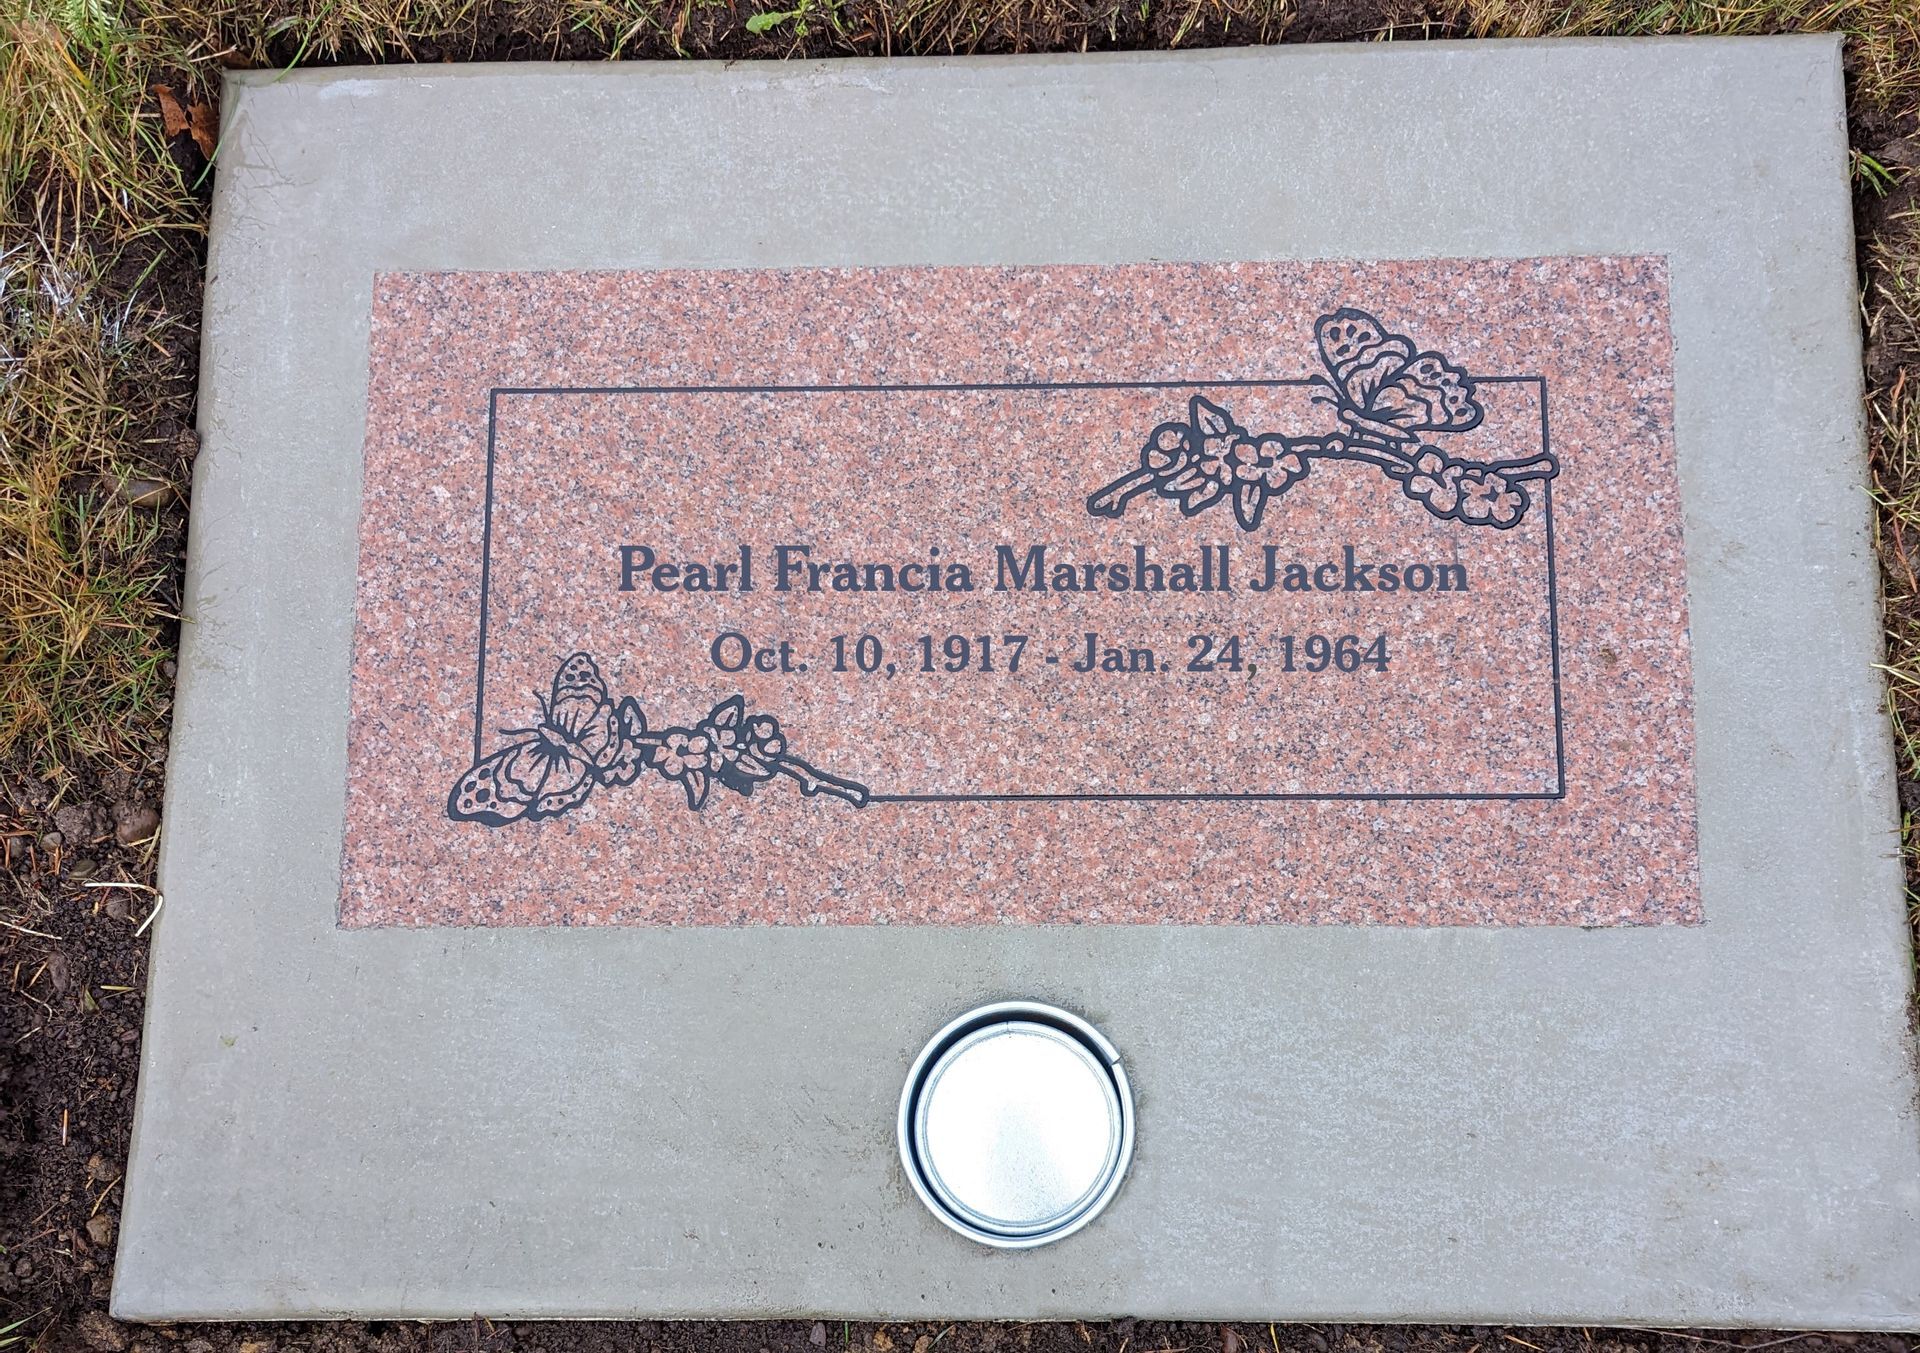 Pearl Francia Marshall Jackson
Oct. 10, 1917 - Jan. 24, 1964